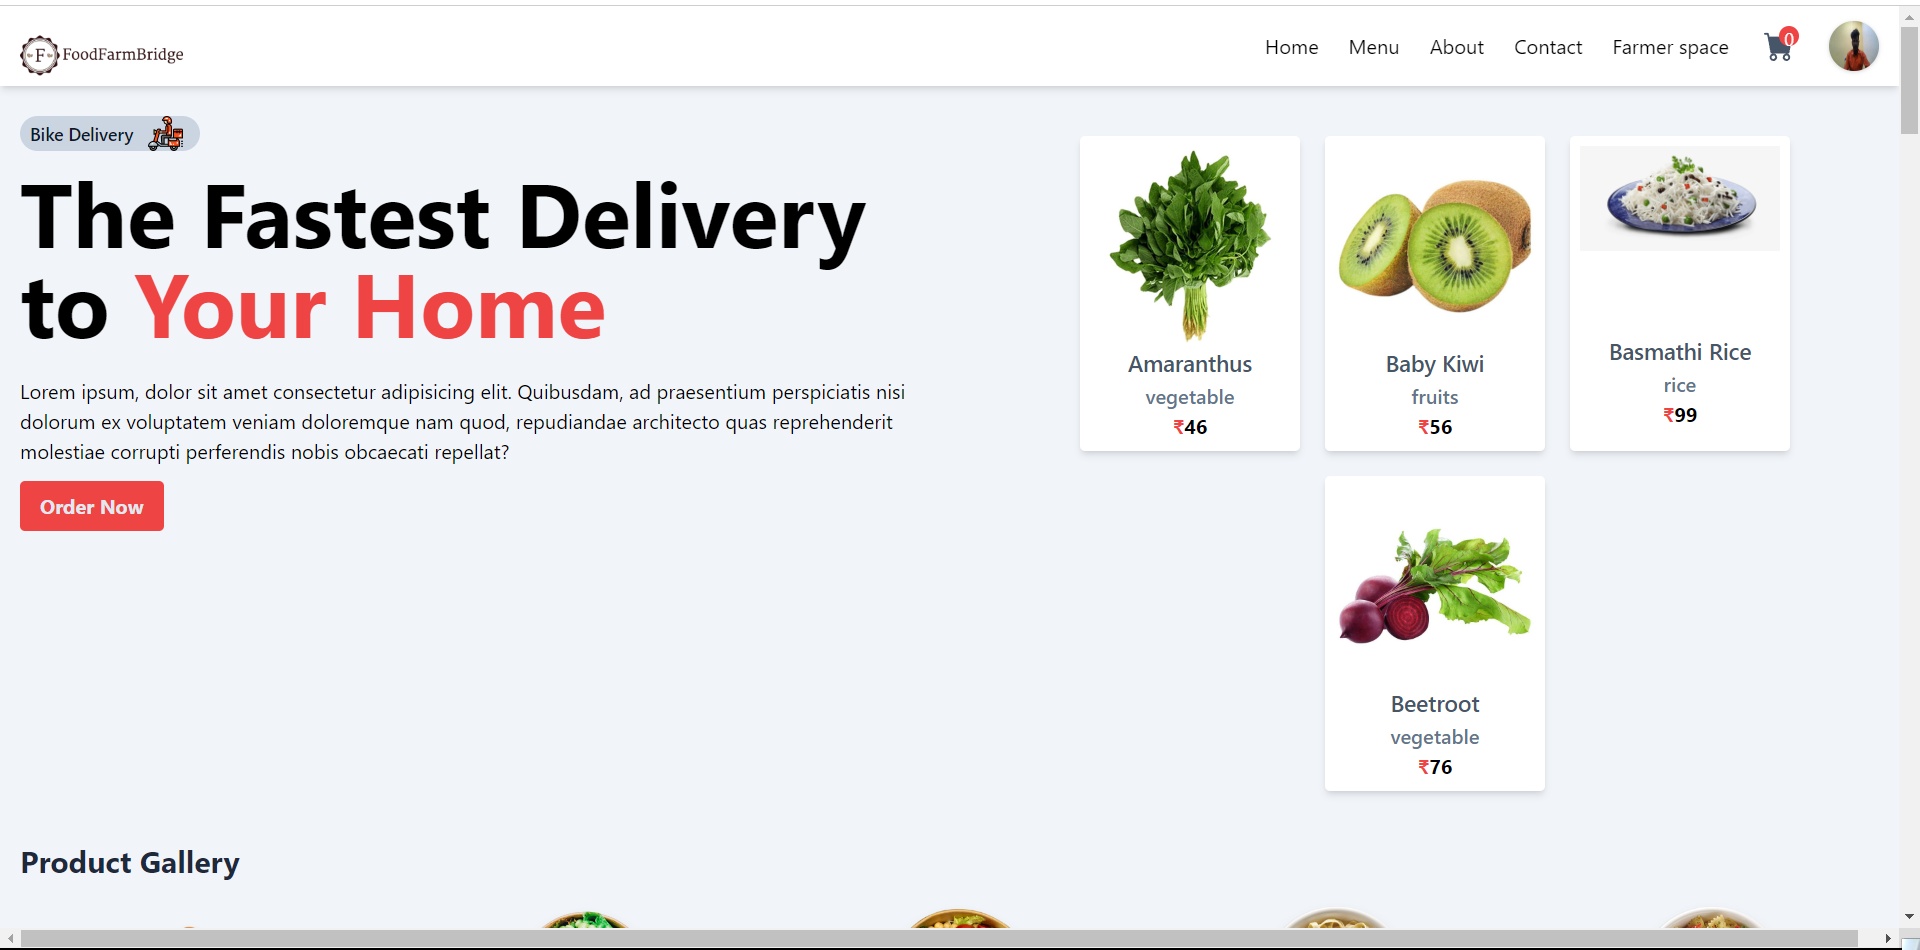 F FoodFarmBridge
Home Menu About Contact Farmer space 0
Bike Delivery
The Fastest Delivery
to Your Home
Lorem ipsum, dolor sit amet consectetur adipisicing elit. Quibusdam, ad praesentium perspiciatis nisi
dolorum ex voluptatem veniam doloremque nam quod, repudiandae architecto quas reprehenderit
molestiae corrupti perferendis nobis obcaecati repellat?
Order Now
Amaranthus
vegetable
₹46
Baby Kiwi
fruits
₹56
Basmathi Rice
rice
₹99
Beetroot
vegetable
₹76
Product Gallery